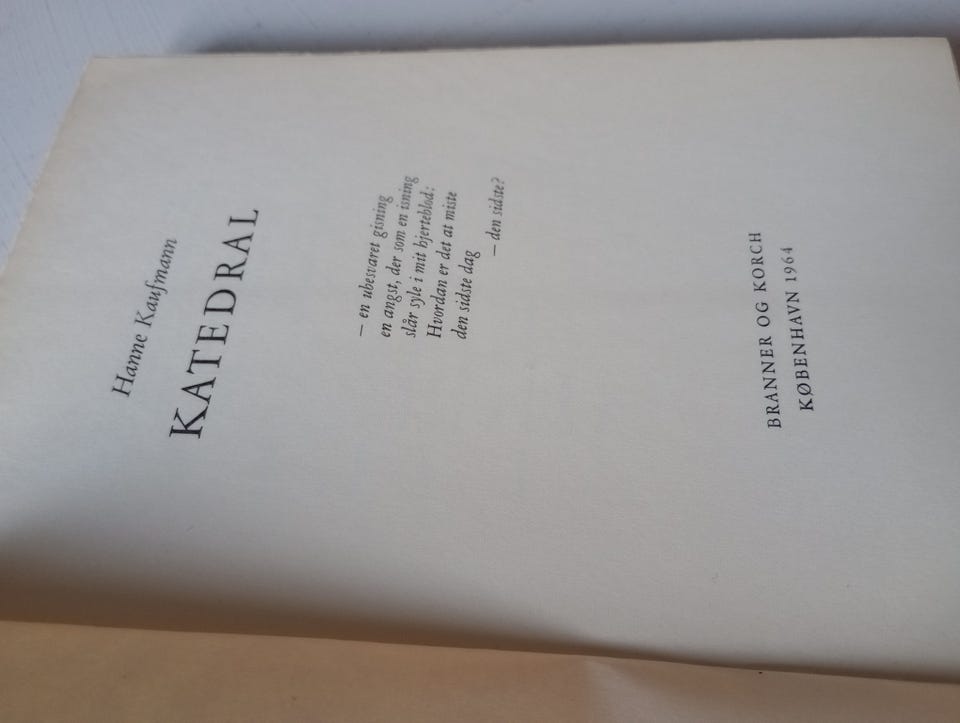 Hanne Kaufmann
KATEDRAL
– en ubesvaret gisning
en angst, der som en isning
slår syle i mit hjerteblod:
Hvordan er det at miste
den sidste dag
– den sidste?
BRANNER OG KORCH
KØBENHAVN 1964